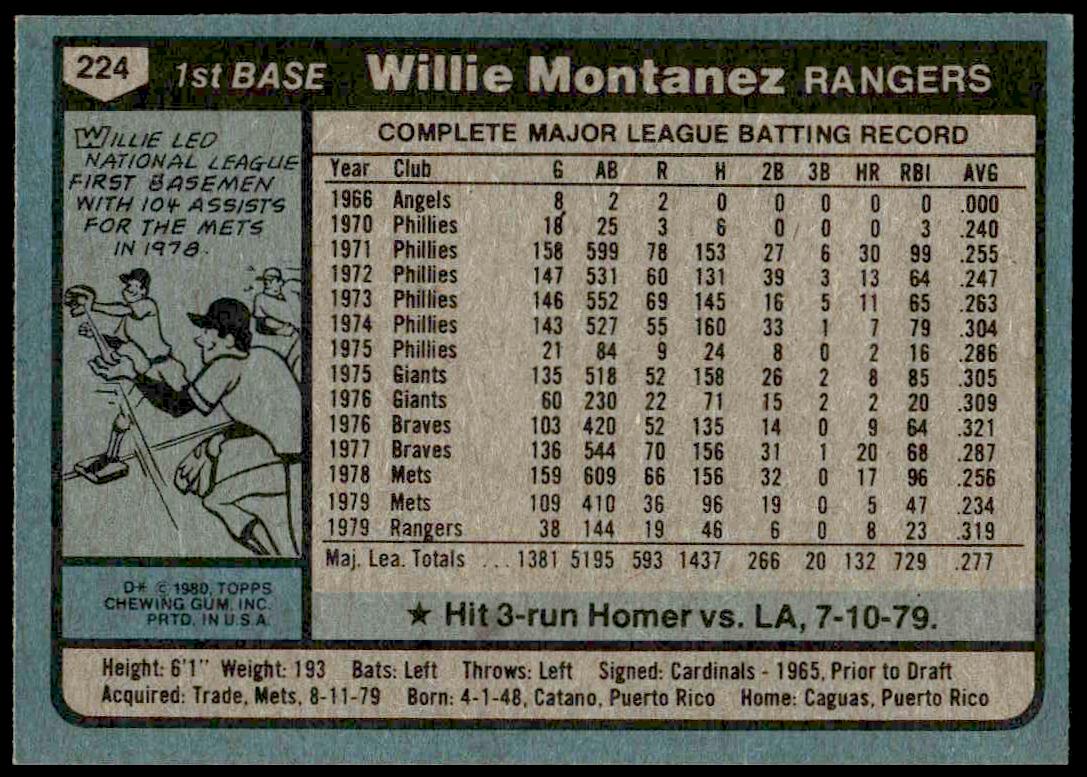 224 1st BASE Willie Montanez RANGERS
WILLIE LED
NATIONAL LEAGUE
FIRST BASEMEN
WITH 104 ASSISTS
FOR THE METS
IN 1978.
COMPLETE MAJOR LEAGUE BATTING RECORD
Year Club G AB R H 2B 3B HR RBI AVG
1966 Angels 8 2 2 0 0 0 0 0 .000
1970 Phillies 18 25 3 6 0 0 0 3 .240
1971 Phillies 158 599 78 153 27 6 30 99 .255
1972 Phillies 147 531 60 131 39 3 13 64 .247
1973 Phillies 146 552 69 145 16 5 11 65 .263
1974 Phillies 143 527 55 160 33 1 7 79 .304
1975 Phillies 21 84 9 24 8 0 2 16 .286
1975 Giants 135 518 52 158 26 2 8 85 .305
1976 Giants 60 230 22 71 15 2 2 20 .309
1976 Braves 103 420 52 135 14 0 9 64 .321
1977 Braves 136 544 70 156 31 1 20 68 .287
1978 Mets 159 609 66 156 32 0 17 96 .256
1979 Mets 109 410 36 96 19 0 5 47 .234
1979 Rangers 38 144 19 46 6 0 8 23 .319
Maj. Lea. Totals ... 1381 5195 593 1437 266 20 132 729 .277
D* © 1980, TOPPS
CHEWING GUM, INC.
PRTD. IN U.S.A.
★ Hit 3-run Homer vs. LA, 7-10-79.
Height: 6'1" Weight: 193 Bats: Left Throws: Left Signed: Cardinals - 1965, Prior to Draft
Acquired: Trade, Mets, 8-11-79 Born: 4-1-48, Catano, Puerto Rico Home: Caguas, Puerto Rico